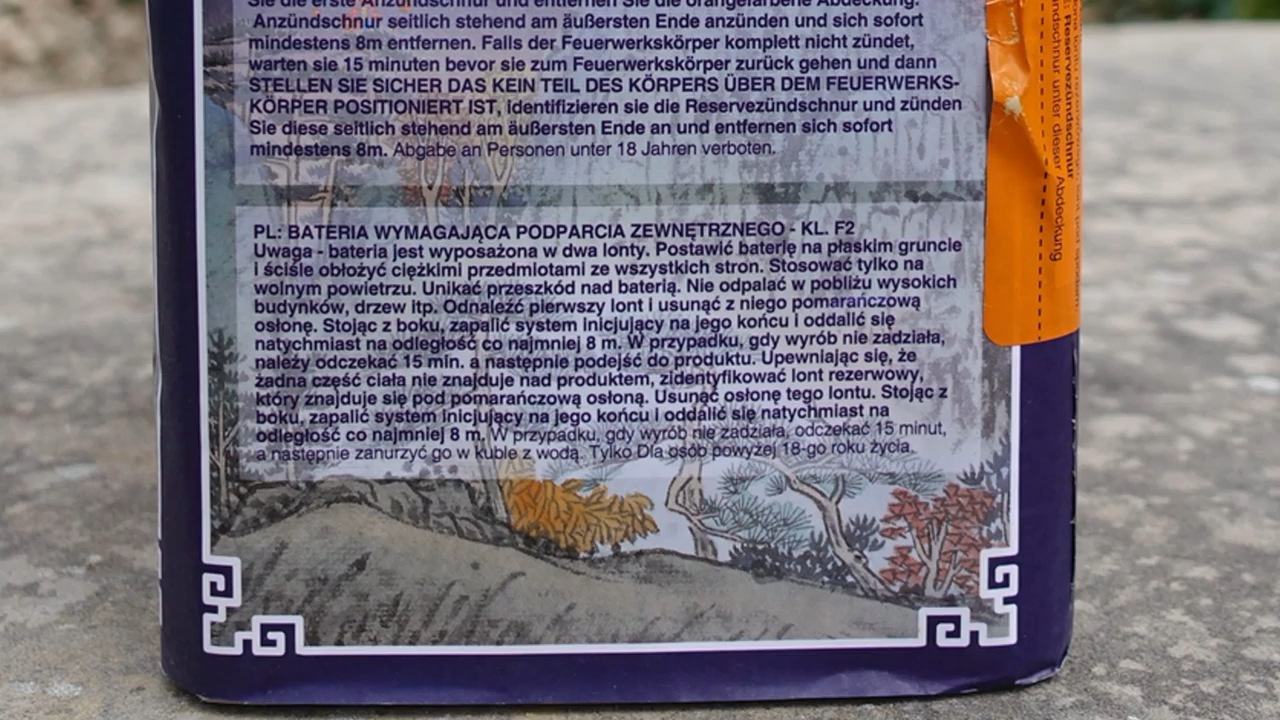 Sie die erste Anzündschnur und entfernen Sie die orangefarbene Abdeckung.
Anzündschnur seitlich stehend am äußersten Ende anzünden und sich sofort
mindestens 8m entfernen. Falls der Feuerwerkskörper komplett nicht zündet,
warten sie 15 minuten bevor sie zum Feuerwerkskörper zurück gehen und dann
STELLEN SIE SICHER DAS KEIN TEIL DES KÖRPERS ÜBER DEM FEUERWERKS-
KÖRPER POSITIONIERT IST, identifizieren sie die Reservezündschnur und zünden
Sie diese seitlich stehend am äußersten Ende an und entfernen sich sofort
mindestens 8m. Abgabe an Personen unter 18 Jahren verboten.
PL: BATERIA WYMAGAJĄCA PODPARCIA ZEWNĘTRZNEGO - KL. F2
Uwaga - bateria jest wyposażona w dwa lonty. Postawić baterię na płaskim gruncie
i ściśle obłożyć ciężkimi przedmiotami ze wszystkich stron. Stosować tylko na
wolnym powietrzu. Unikać przeszkód nad baterią. Nie odpalać w pobliżu wysokich
budynków, drzew itp. Odnaleźć pierwszy lont i usunąć z niego pomarańczową
osłonę. Stojąc z boku, zapalić system inicjujący na jego końcu i oddalić się
natychmiast na odległość co najmniej 8 m. W przypadku, gdy wyrób nie zadziała,
należy odczekać 15 min. a następnie podejść do produktu. Upewniając się, że
żadna część ciała nie znajduje nad produktem, zidentyfikować lont rezerwowy,
który znajduje się pod pomarańczową osłoną. Usunąć osłonę tego lontu. Stojąc z
boku, zapalić system inicjujący na jego końcu i oddalić się natychmiast na
odległość co najmniej 8 m. W przypadku, gdy wyrób nie zadziała, odczekać 15 minut,
a następnie zanurzyć go w kuble z wodą. Tylko Dla osób powyżej 18-go roku życia.
Reservezündschnur
unter dieser Abdeckung